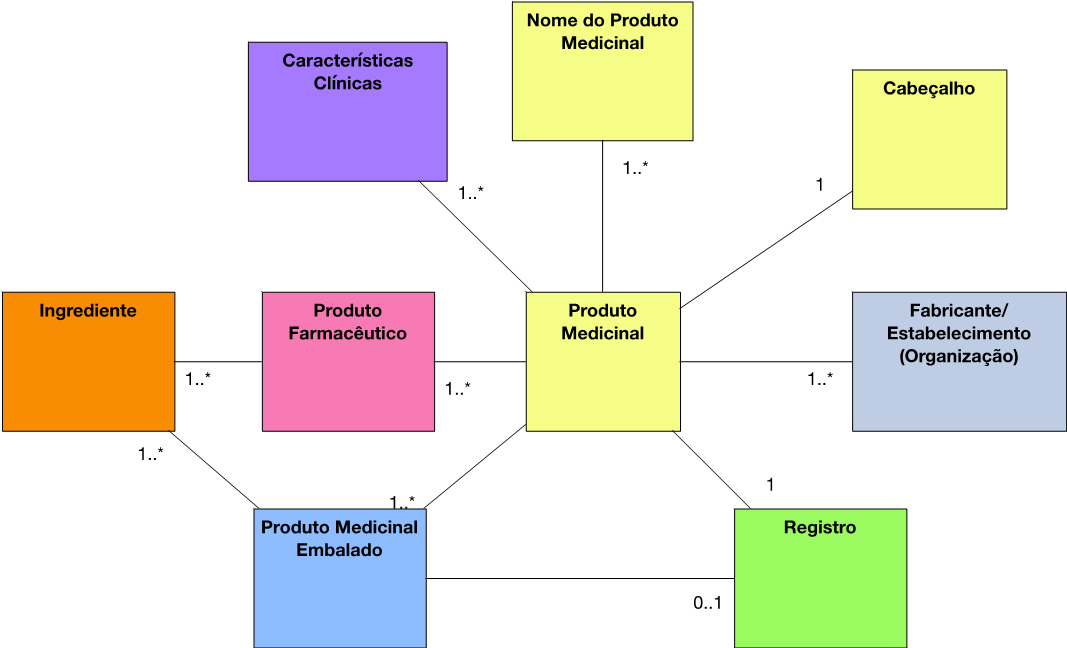 Nome do Produto
Medicinal
Características
Clínicas
Cabeçalho
1..*
1
1..*
Ingrediente
Produto
Farmacêutico
Produto
Medicinal
Fabricante/
Estabelecimento
(Organização)
1..*
1..*
1..*
1..*
1..*
1
Produto Medicinal
Embalado
Registro
0..1